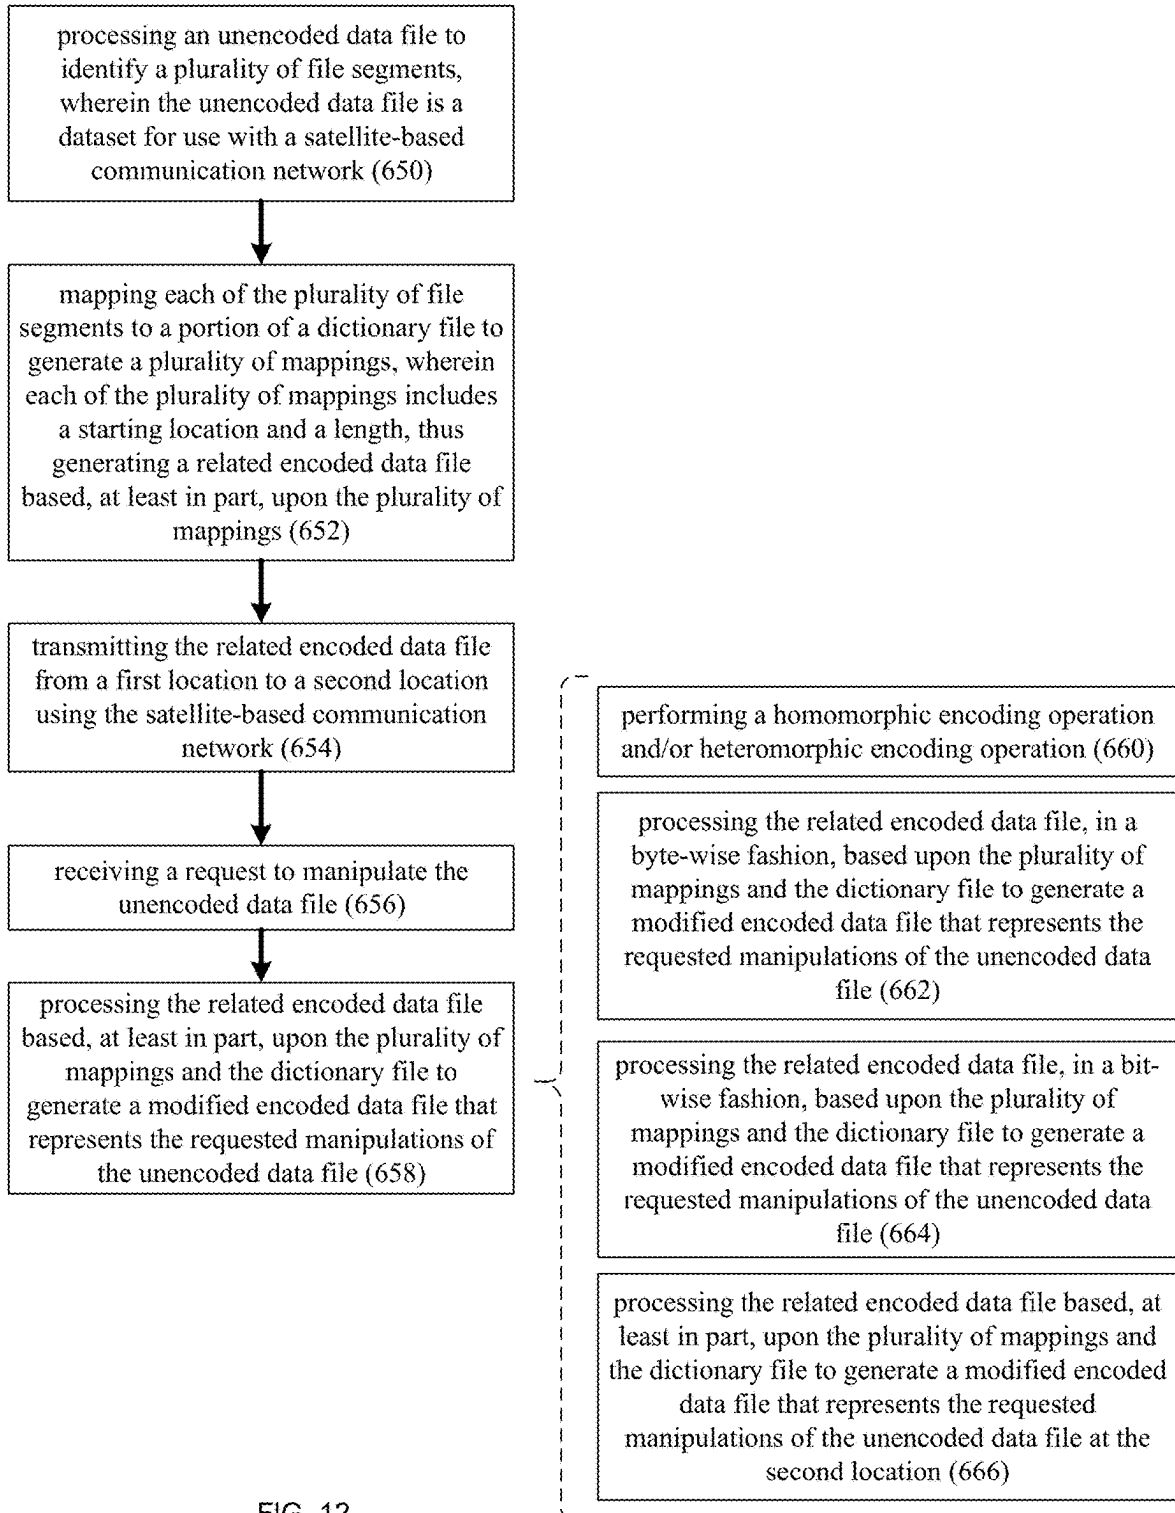 processing an unencoded data file to
identify a plurality of file segments,
wherein the unencoded data file is a
dataset for use with a satellite-based
communication network (650)
mapping each of the plurality of file
segments to a portion of a dictionary file to
generate a plurality of mappings, wherein
each of the plurality of mappings includes
a starting location and a length, thus
generating a related encoded data file
based, at least in part, upon the plurality of
mappings (652)
transmitting the related encoded data file
from a first location to a second location
using the satellite-based communication
network (654)
receiving a request to manipulate the
unencoded data file (656)
processing the related encoded data file
based, at least in part, upon the plurality of
mappings and the dictionary file to
generate a modified encoded data file that
represents the requested manipulations of
the unencoded data file (658)
performing a homomorphic encoding operation
and/or heteromorphic encoding operation (660)
processing the related encoded data file, in a
byte-wise fashion, based upon the plurality of
mappings and the dictionary file to generate a
modified encoded data file that represents the
requested manipulations of the unencoded data
file (662)
processing the related encoded data file, in a bit-
wise fashion, based upon the plurality of
mappings and the dictionary file to generate a
modified encoded data file that represents the
requested manipulations of the unencoded data
file (664)
processing the related encoded data file based, at
least in part, upon the plurality of mappings and
the dictionary file to generate a modified encoded
data file that represents the requested
manipulations of the unencoded data file at the
second location (666)
FIG. 12